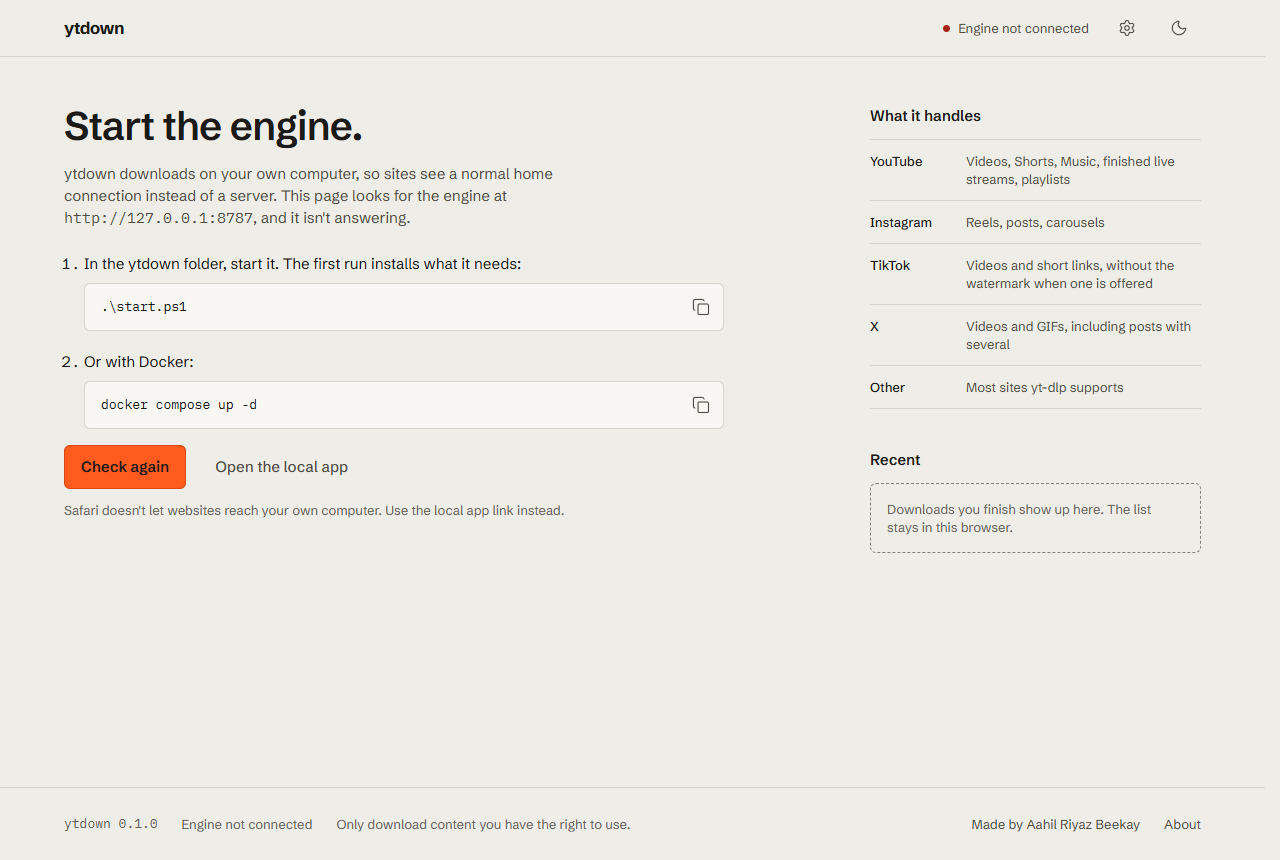 ytdown
Engine not connected
Start the engine.
ytdown downloads on your own computer, so sites see a normal home
connection instead of a server. This page looks for the engine at
http://127.0.0.1:8787, and it isn't answering.
1. In the ytdown folder, start it. The first run installs what it needs:
.\start.ps1
2. Or with Docker:
docker compose up -d
Check again
Open the local app
Safari doesn't let websites reach your own computer. Use the local app link instead.
What it handles
YouTube
Videos, Shorts, Music, finished live
streams, playlists
Instagram
Reels, posts, carousels
TikTok
Videos and short links, without the
watermark when one is offered
X
Videos and GIFs, including posts with
several
Other
Most sites yt-dlp supports
Recent
Downloads you finish show up here. The list
stays in this browser.
ytdown 0.1.0
Engine not connected
Only download content you have the right to use.
Made by Aahil Riyaz Beekay
About